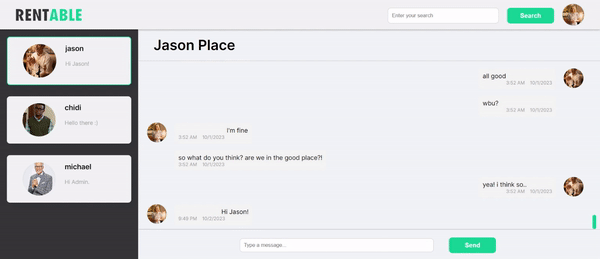 RENTABLE
Enter your search
Search
jason
Hi Jason!
chidi
Hello there :)
michael
Hi Admin.
Jason Place
all good
3:52 AM 10/1/2023
wbu?
3:52 AM 10/1/2023
I'm fine
3:52 AM 10/1/2023
so what do you think? are we in the good place?!
3:52 AM 10/1/2023
yea! i think so..
3:52 AM 10/1/2023
Hi Jason!
9:49 PM 10/2/2023
Type a message...
Send